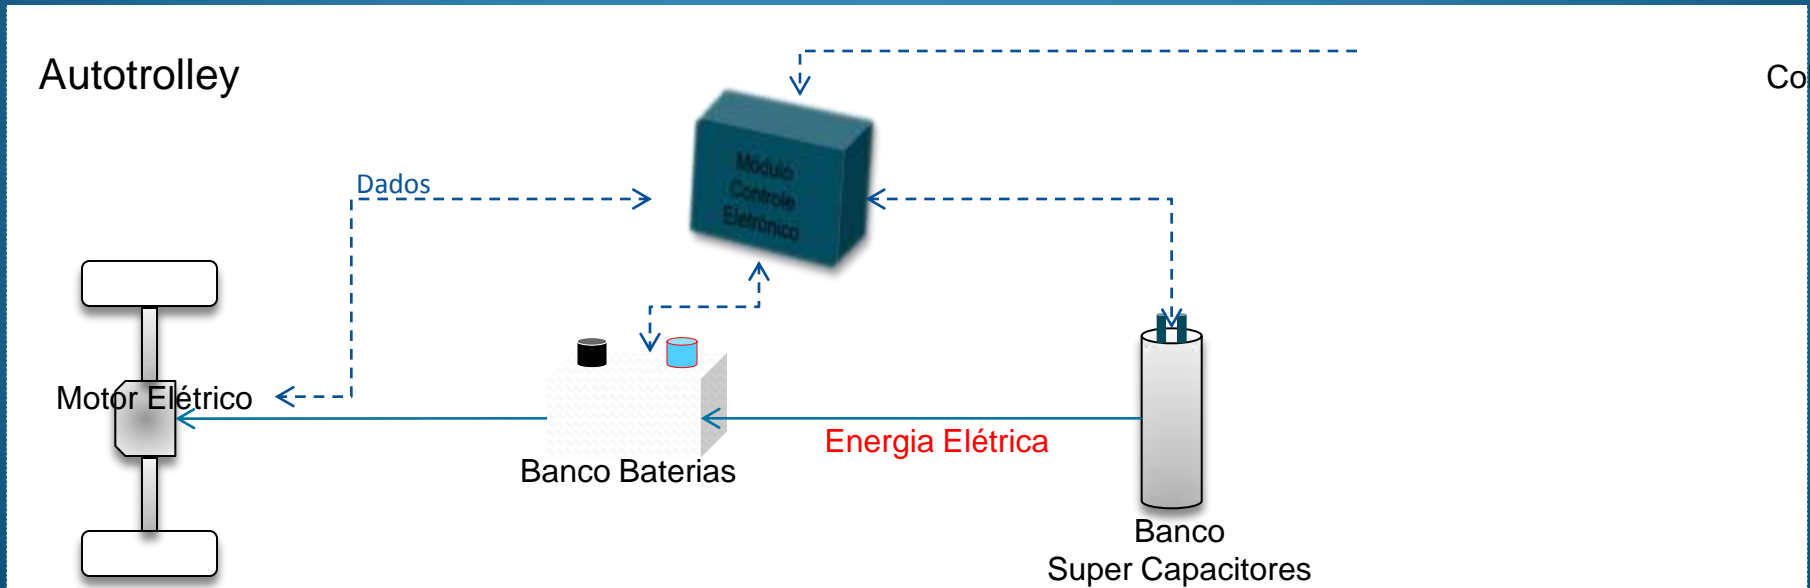 Autotrolley
Co
Módulo
Controle
Eletrônico
Dados
Motor Elétrico
Energia Elétrica
Banco Baterias
Banco
Super Capacitores